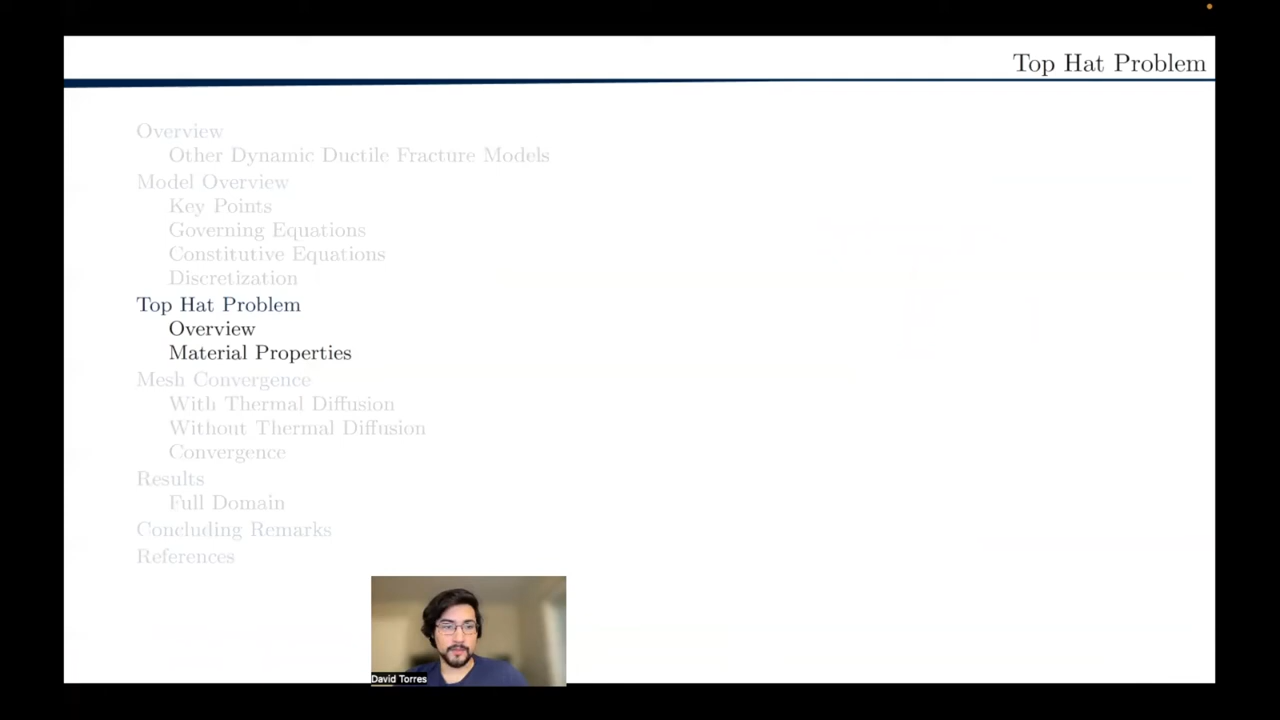 Top Hat Problem
Overview
Other Dynamic Ductile Fracture Models
Model Overview
Key Points
Governing Equations
Constitutive Equations
Discretization
Top Hat Problem
Overview
Material Properties
Mesh Convergence
With Thermal Diffusion
Without Thermal Diffusion
Convergence
Results
Full Domain
Concluding Remarks
References
David Torres